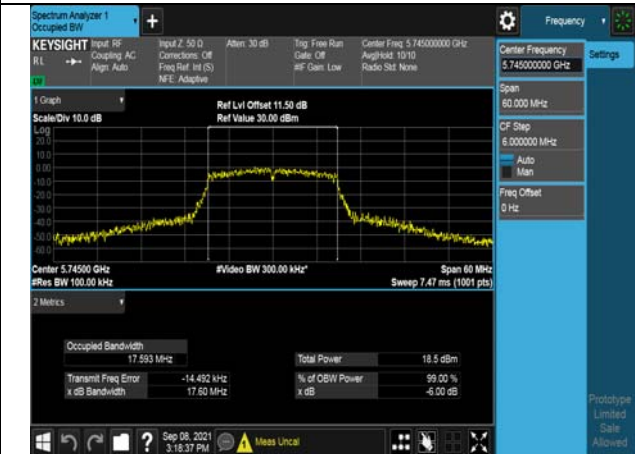 Spectrum Analyzer 1
Occupied BW
+
Frequency
KEYSIGHT
RL
Input: RF
Coupling: AC
Align: Auto
Input Z: 50 Ω
Corrections: Off
Freq Ref: Int (S)
NFE: Adaptive
Atten: 30 dB
Trig: Free Run
Gate: Off
#IF Gain: Low
Center Freq: 5.745000000 GHz
Avg|Hold: 10/10
Radio Std: None
Center Frequency
5.745000000 GHz
Settings
Span
60.000 MHz
CF Step
6.000000 MHz
Auto
Man
Freq Offset
0 Hz
1 Graph
Scale/Div 10.0 dB
Ref Lvl Offset 11.50 dB
Ref Value 30.00 dBm
Log
20.0
10.0
0.00
-10.0
-20.0
-30.0
-40.0
-50.0
-60.0
Center 5.74500 GHz
#Res BW 100.00 kHz
#Video BW 300.00 kHz*
Span 60 MHz
Sweep 7.47 ms (1001 pts)
2 Metrics
Occupied Bandwidth
17.593 MHz
Total Power 18.5 dBm
Transmit Freq Error -14.492 kHz
% of OBW Power 99.00 %
x dB Bandwidth 17.60 MHz
x dB -6.00 dB
Prototype
Limited
Sale
Allowed
?
Sep 08, 2021
3:18:37 PM
Meas Uncal